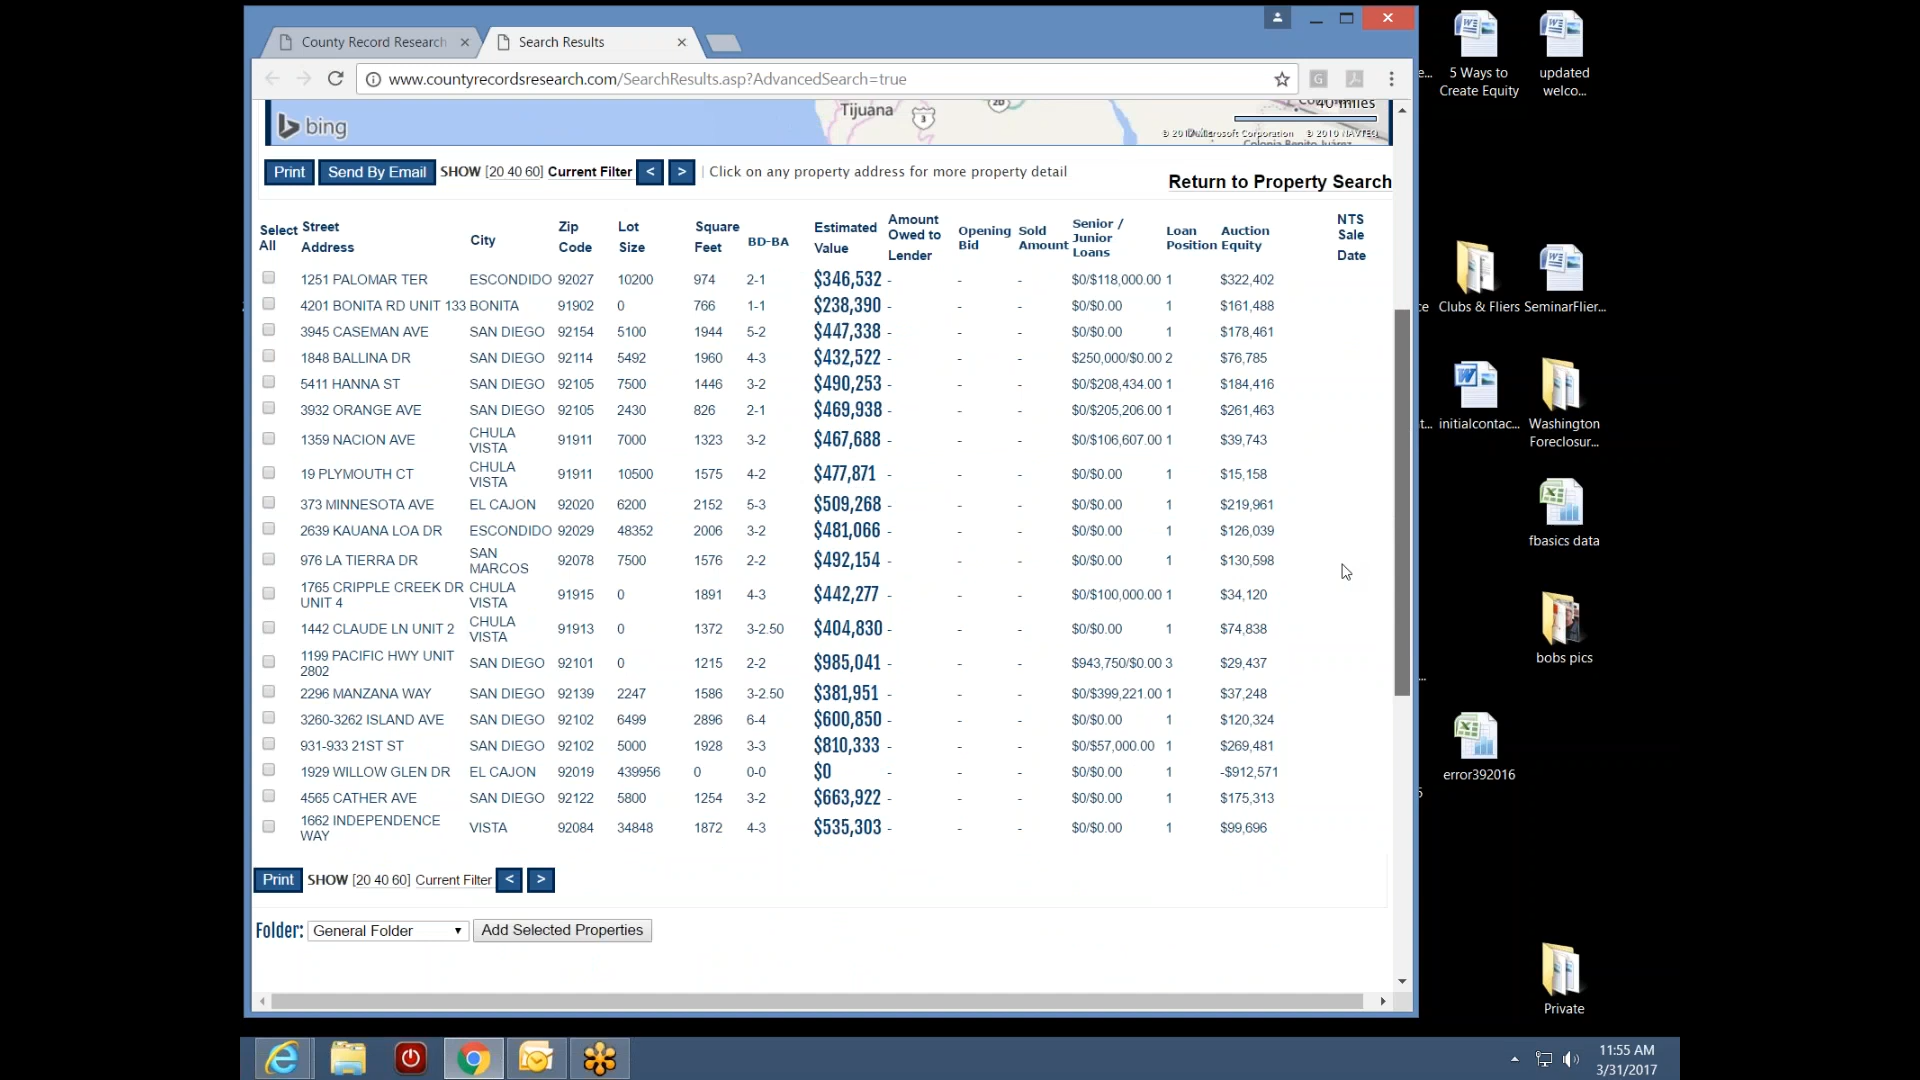 County Record Research
Search Results
www.countyrecordsresearch.com/SearchResults.asp?AdvancedSearch=true
Tijuana
3
2D
40 miles
bing
Print Send By Email SHOW [20 40 60] Current Filter < > | Click on any property address for more property detail
Return to Property Search
Select All Street Address City Zip Code Lot Size Square Feet BD-BA Estimated Value Amount Owed to Lender Opening Bid Sold Amount Senior / Junior Loans Loan Position Auction Equity NTS Sale Date
1251 PALOMAR TER ESCONDIDO 92027 10200 974 2-1 $346,532 - - - $0/$118,000.00 1 $322,402
4201 BONITA RD UNIT 133 BONITA 91902 0 766 1-1 $238,390 - - - $0/$0.00 1 $161,488
3945 CASEMAN AVE SAN DIEGO 92154 5100 1944 5-2 $447,338 - - - $0/$0.00 1 $178,461
1848 BALLINA DR SAN DIEGO 92114 5492 1960 4-3 $432,522 - - - $250,000/$0.00 2 $76,785
5411 HANNA ST SAN DIEGO 92105 7500 1446 3-2 $490,253 - - - $0/$208,434.00 1 $184,416
3932 ORANGE AVE SAN DIEGO 92105 2430 826 2-1 $469,938 - - - $0/$205,206.00 1 $261,463
1359 NACION AVE CHULA VISTA 91911 7000 1323 3-2 $467,688 - - - $0/$106,607.00 1 $39,743
19 PLYMOUTH CT CHULA VISTA 91911 10500 1575 4-2 $477,871 - - - $0/$0.00 1 $15,158
373 MINNESOTA AVE EL CAJON 92020 6200 2152 5-3 $509,268 - - - $0/$0.00 1 $219,961
2639 KAUANA LOA DR ESCONDIDO 92029 48352 2006 3-2 $481,066 - - - $0/$0.00 1 $126,039
976 LA TIERRA DR SAN MARCOS 92078 7500 1576 2-2 $492,154 - - - $0/$0.00 1 $130,598
1765 CRIPPLE CREEK DR UNIT 4 CHULA VISTA 91915 0 1891 4-3 $442,277 - - - $0/$100,000.00 1 $34,120
1442 CLAUDE LN UNIT 2 CHULA VISTA 91913 0 1372 3-2.50 $404,830 - - - $0/$0.00 1 $74,838
1199 PACIFIC HWY UNIT 2802 SAN DIEGO 92101 0 1215 2-2 $985,041 - - - $943,750/$0.00 3 $29,437
2296 MANZANA WAY SAN DIEGO 92139 2247 1586 3-2.50 $381,951 - - - $0/$399,221.00 1 $37,248
3260-3262 ISLAND AVE SAN DIEGO 92102 6499 2896 6-4 $600,850 - - - $0/$0.00 1 $120,324
931-933 21ST ST SAN DIEGO 92102 5000 1928 3-3 $810,333 - - - $0/$57,000.00 1 $269,481
1929 WILLOW GLEN DR EL CAJON 92019 439956 0 0-0 $0 - - - $0/$0.00 1 -$912,571
4565 CATHER AVE SAN DIEGO 92122 5800 1254 3-2 $663,922 - - - $0/$0.00 1 $175,313
1662 INDEPENDENCE WAY VISTA 92084 34848 1872 4-3 $535,303 - - - $0/$0.00 1 $99,696
Print SHOW [20 40 60] Current Filter < >
Folder: General Folder Add Selected Properties
5 Ways to Create Equity
updated welco...
Clubs & Fliers
SeminarFlier...
initialcontac...
Washington Foreclosur...
fbasics data
bobs pics
error392016
Private
11:55 AM
3/31/2017